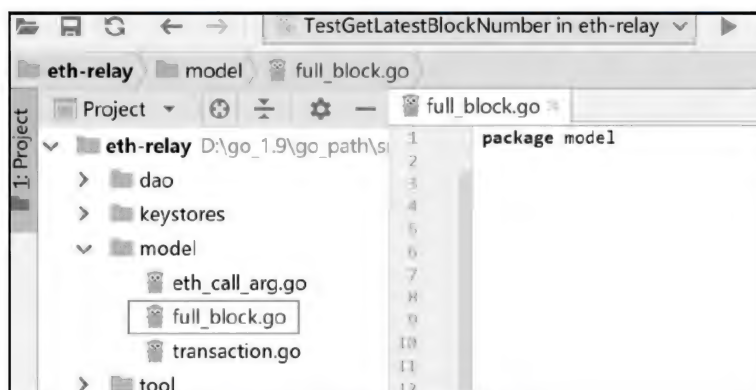 TestGetLatestBlockNumber in eth-relay
eth-relay model full_block.go
1: Project
Project
full_block.go
eth-relay D:\go_1.9\go_path\s
dao
keystores
model
eth_call_arg.go
full_block.go
transaction.go
tool
1 package model
2
3
4
5
6
7
8
9
10
11
12